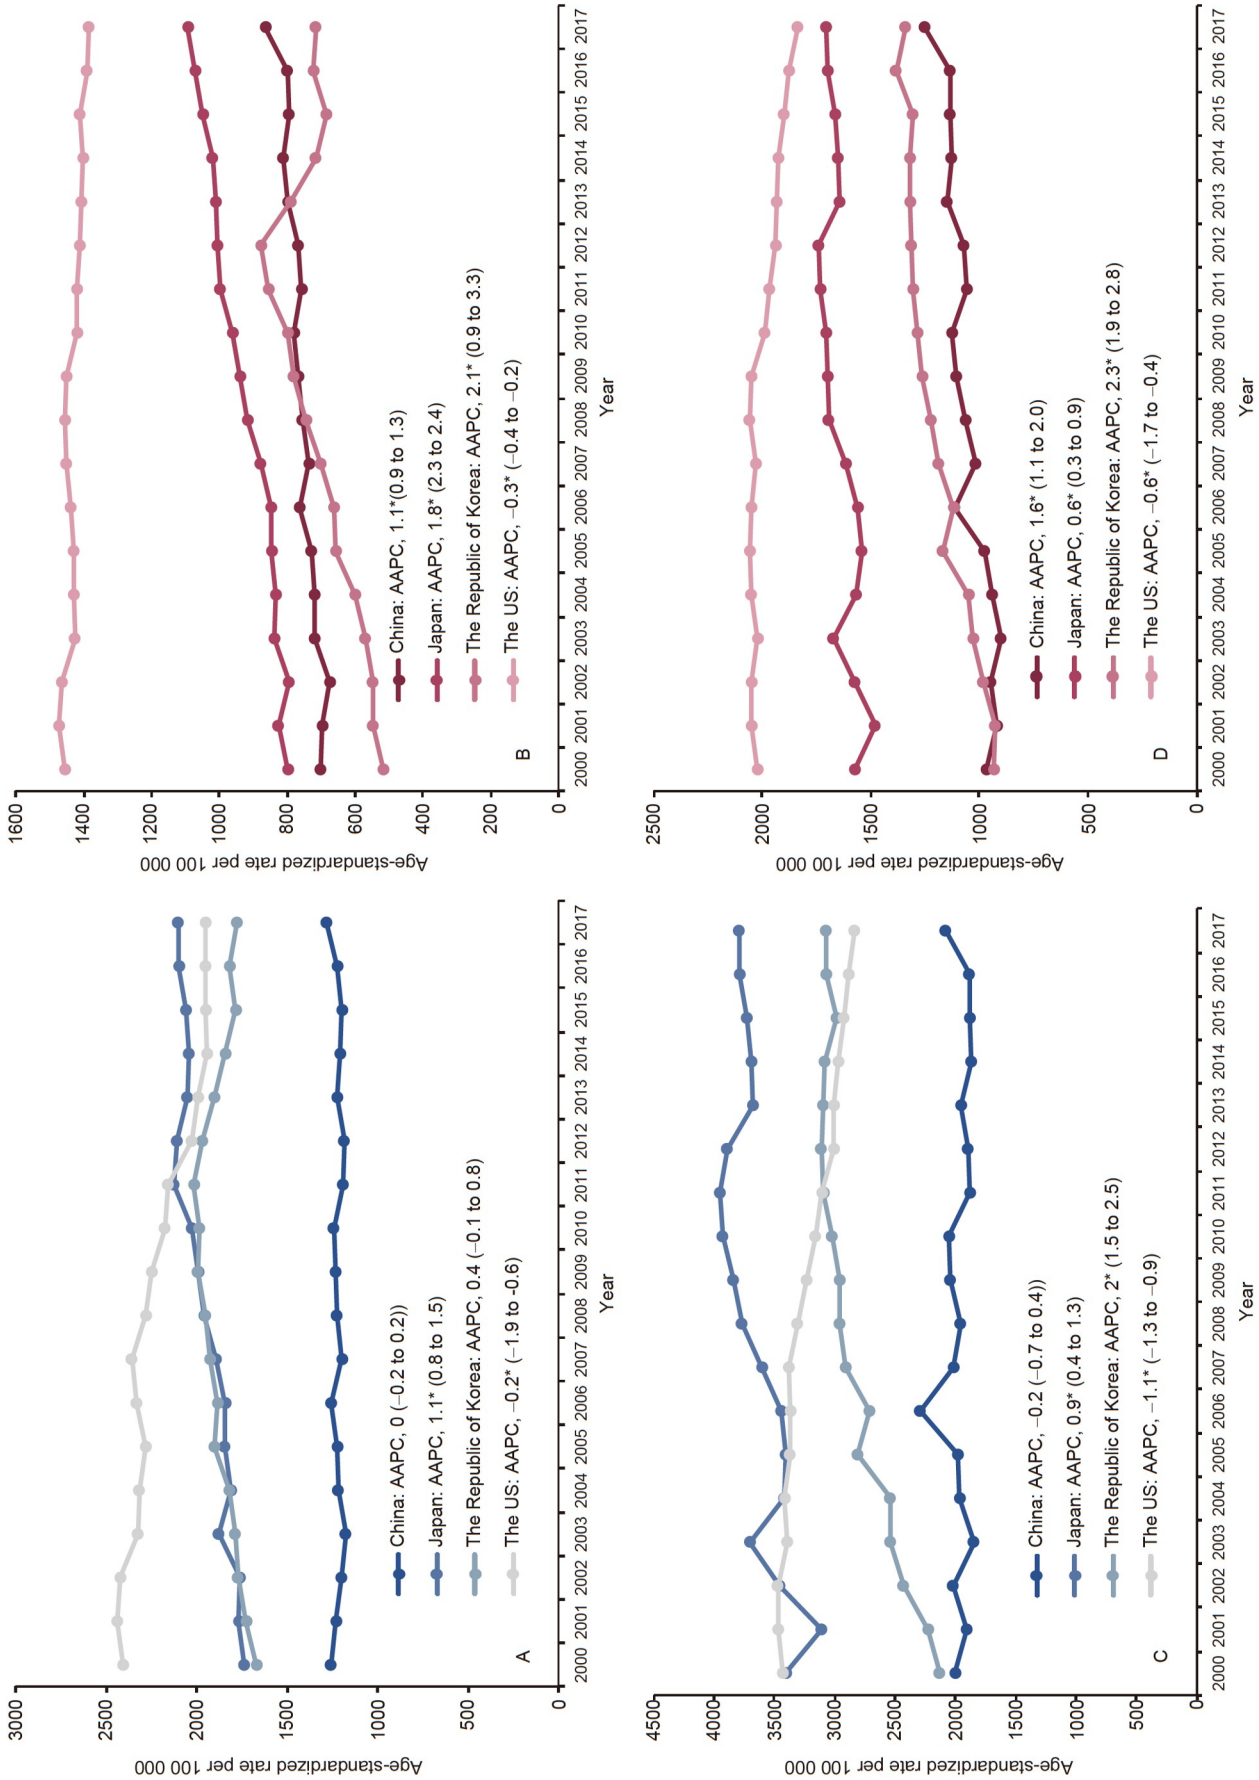 3000
2500
2000
1500
1000
500
0
Age-standardized rate per 100 000
2000 2001 2002 2003 2004 2005 2006 2007 2008 2009 2010 2011 2012 2013 2014 2015 2016 2017
Year
A
China: AAPC, 0 (−0.2 to 0.2))
Japan: AAPC, 1.1* (0.8 to 1.5)
The Republic of Korea: AAPC, 0.4 (−0.1 to 0.8)
The US: AAPC, −0.2* (−1.9 to -0.6)
1600
1400
1200
1000
800
600
400
200
0
Age-standardized rate per 100 000
2000 2001 2002 2003 2004 2005 2006 2007 2008 2009 2010 2011 2012 2013 2014 2015 2016 2017
Year
B
China: AAPC, 1.1*(0.9 to 1.3)
Japan: AAPC, 1.8* (2.3 to 2.4)
The Republic of Korea: AAPC, 2.1* (0.9 to 3.3)
The US: AAPC, −0.3* (−0.4 to −0.2)
4500
4000
3500
3000
2500
2000
1500
1000
500
0
Age-standardized rate per 100 000
2000 2001 2002 2003 2004 2005 2006 2007 2008 2009 2010 2011 2012 2013 2014 2015 2016 2017
Year
C
China: AAPC, −0.2 (−0.7 to 0.4))
Japan: AAPC, 0.9* (0.4 to 1.3)
The Republic of Korea: AAPC, 2* (1.5 to 2.5)
The US: AAPC, −1.1* (−1.3 to −0.9)
2500
2000
1500
1000
500
0
Age-standardized rate per 100 000
2000 2001 2002 2003 2004 2005 2006 2007 2008 2009 2010 2011 2012 2013 2014 2015 2016 2017
Year
D
China: AAPC, 1.6* (1.1 to 2.0)
Japan: AAPC, 0.6* (0.3 to 0.9)
The Republic of Korea: AAPC, 2.3* (1.9 to 2.8)
The US: AAPC, −0.6* (−1.7 to −0.4)